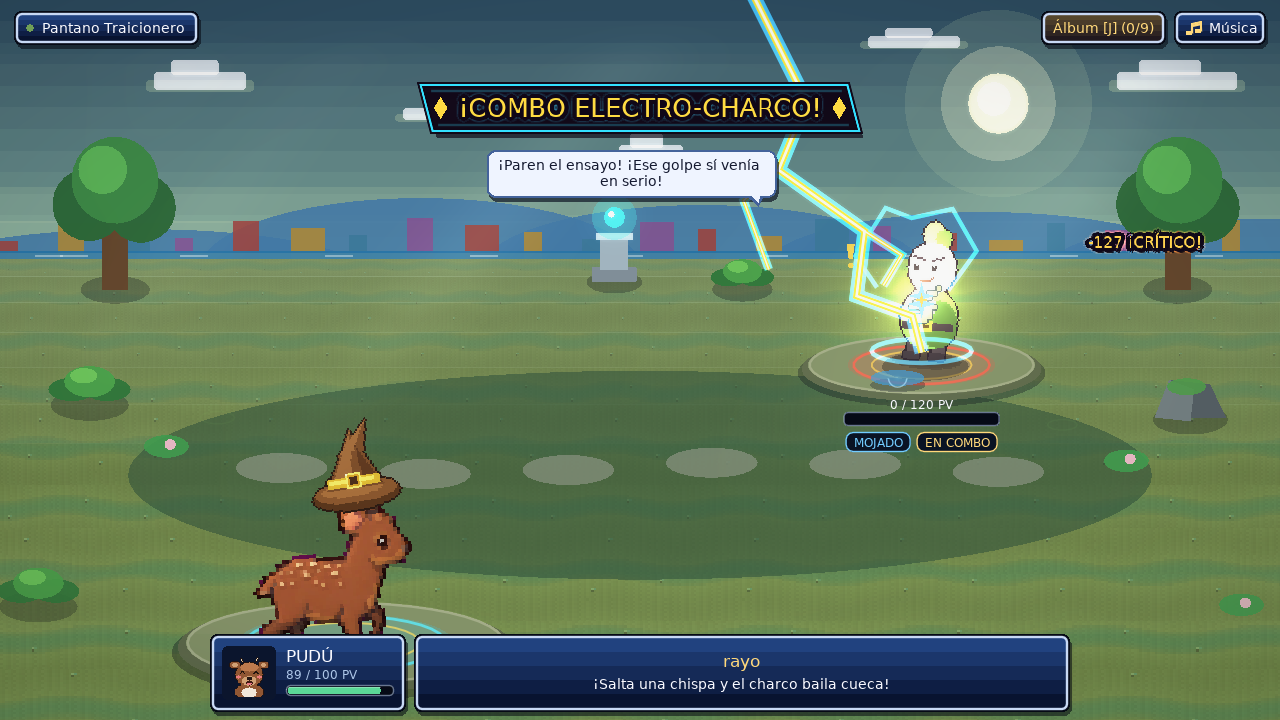 Pantano Traicionero
Álbum [J] (0/9)
Música
¡COMBO ELECTRO-CHARCO!
¡Paren el ensayo! ¡Ese golpe sí venía
en serio!
-127 ¡CRÍTICO!
0 / 120 PV
MOJADO
EN COMBO
PUDÚ
89 / 100 PV
rayo
¡Salta una chispa y el charco baila cueca!